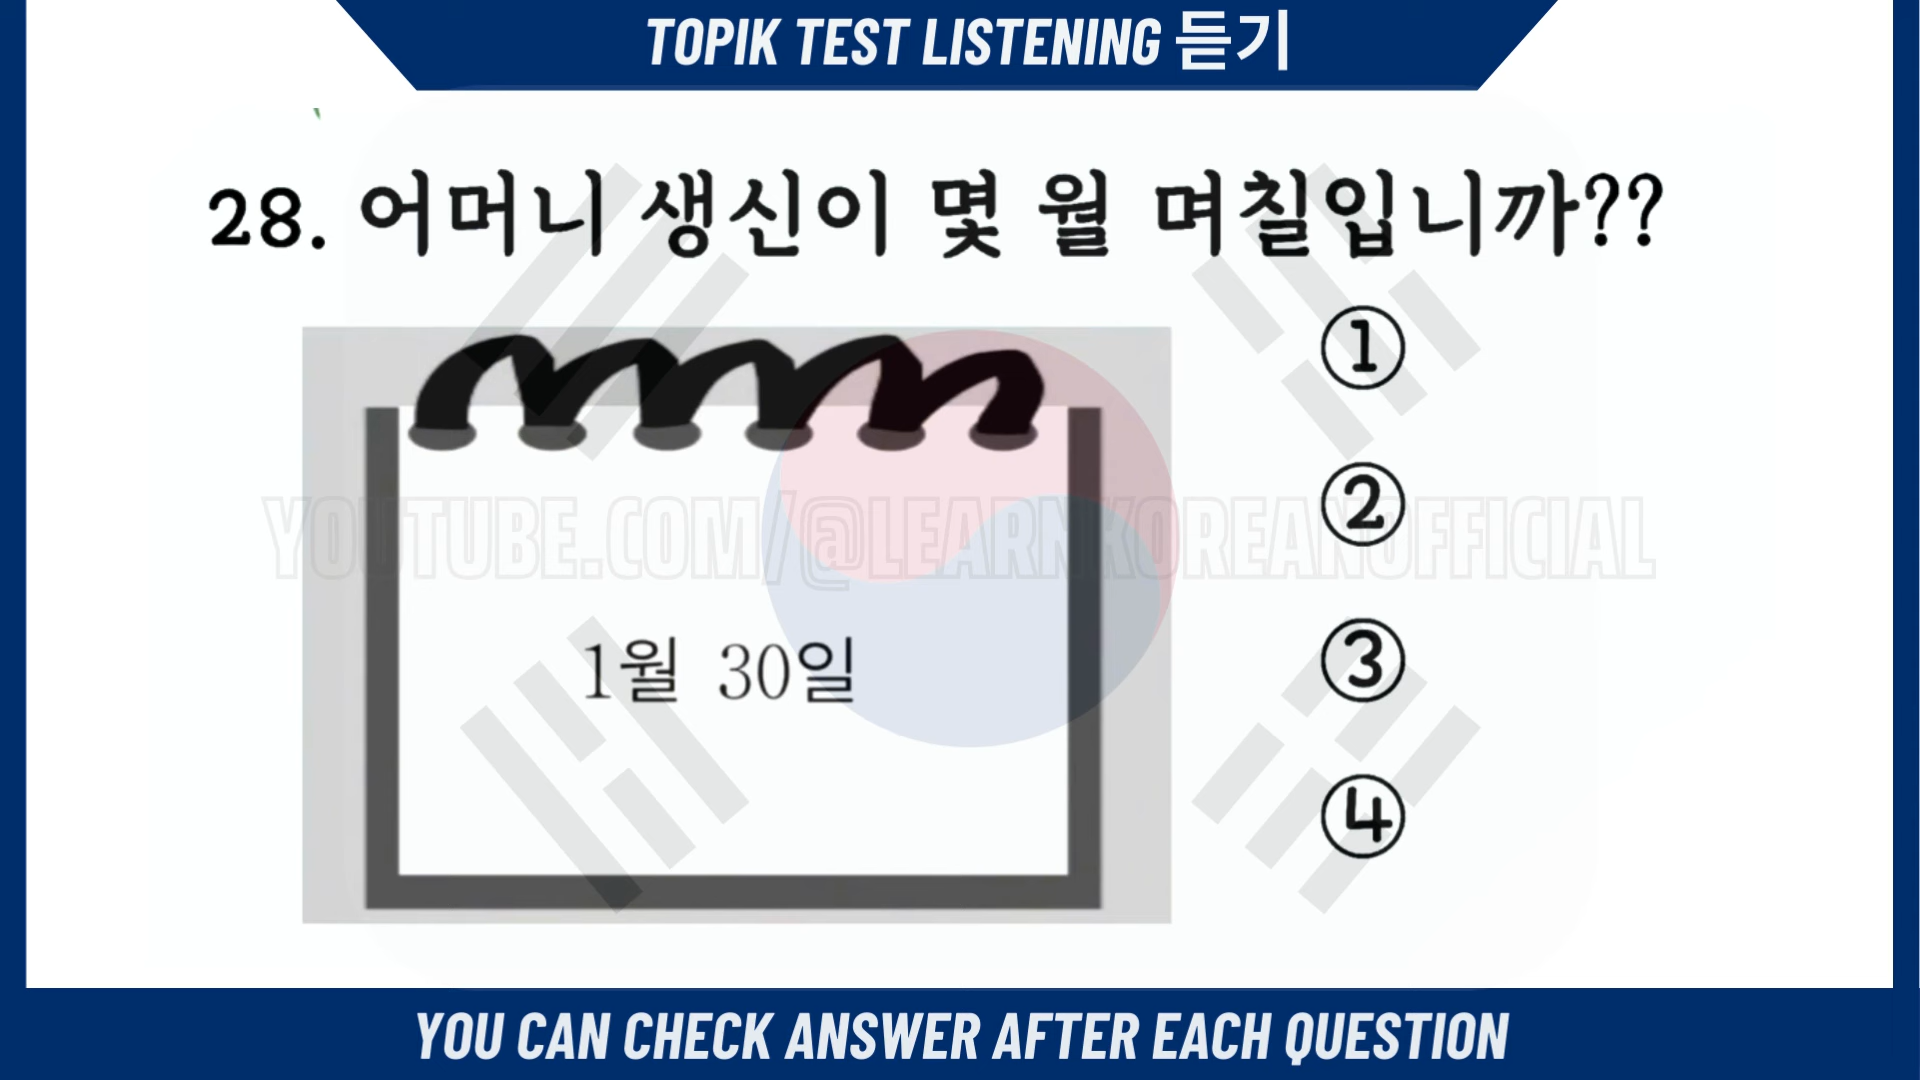 TOPIK TEST LISTENING 듣기
28. 어머니 생신이 몇 월 며칠입니까??
1월 30일
①
②
③
④
YOUTUBE.COM/@LEARNKOREANOFFICIAL
YOU CAN CHECK ANSWER AFTER EACH QUESTION